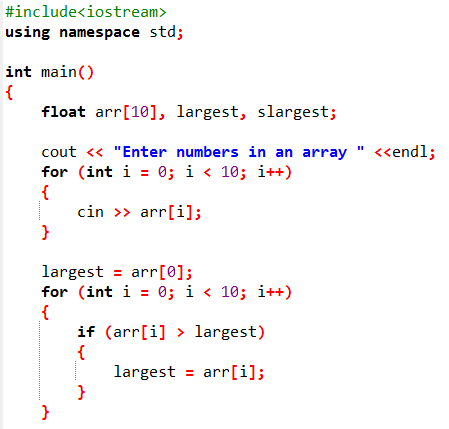 #include<iostream>
using namespace std;

int main()
{
    float arr[10], largest, slargest;

    cout << "Enter numbers in an array " <<endl;
    for (int i = 0; i < 10; i++)
    {
        cin >> arr[i];
    }

    largest = arr[0];
    for (int i = 0; i < 10; i++)
    {
        if (arr[i] > largest)
        {
            largest = arr[i];
        }
    }